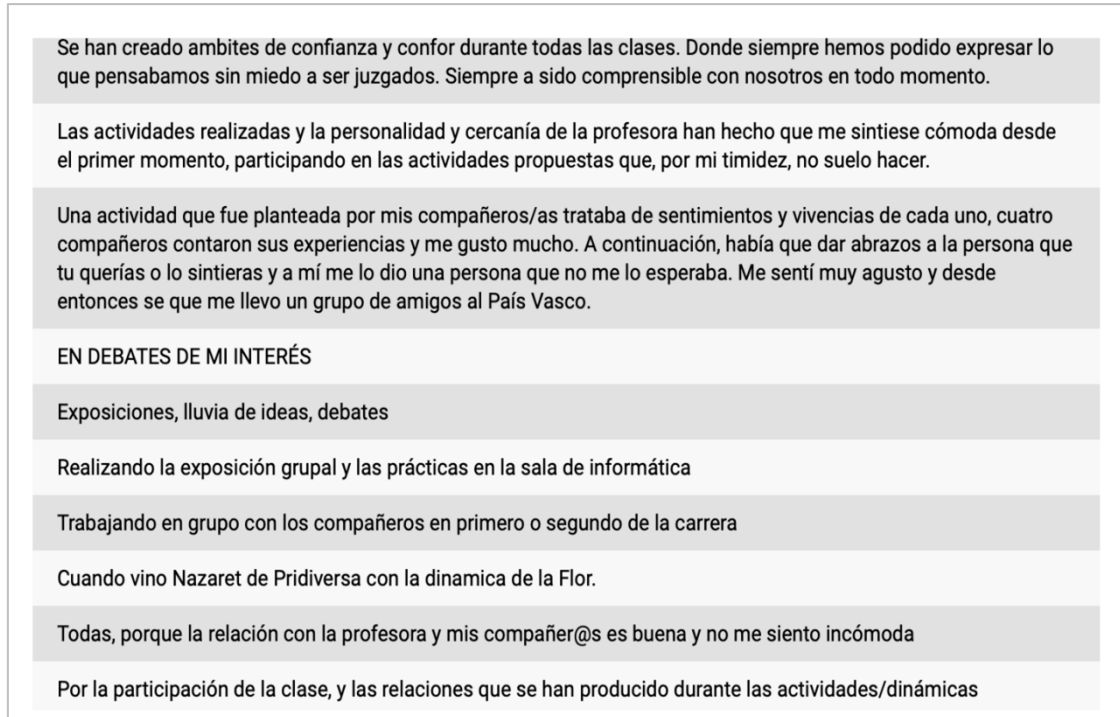 Se han creado ambites de confianza y confor durante todas las clases. Donde siempre hemos podido expresar lo
que pensabamos sin miedo a ser juzgados. Siempre a sido comprensible con nosotros en todo momento.
Las actividades realizadas y la personalidad y cercanía de la profesora han hecho que me sintiese cómoda desde
el primer momento, participando en las actividades propuestas que, por mi timidez, no suelo hacer.
Una actividad que fue planteada por mis compañeros/as trataba de sentimientos y vivencias de cada uno, cuatro
compañeros contaron sus experiencias y me gusto mucho. A continuación, había que dar abrazos a la persona que
tu querías o lo sintieras y a mí me lo dio una persona que no me lo esperaba. Me sentí muy agusto y desde
entonces se que me llevo un grupo de amigos al País Vasco.
EN DEBATES DE MI INTERÉS
Exposiciones, lluvia de ideas, debates
Realizando la exposición grupal y las prácticas en la sala de informática
Trabajando en grupo con los compañeros en primero o segundo de la carrera
Cuando vino Nazaret de Pridiversa con la dinamica de la Flor.
Todas, porque la relación con la profesora y mis compañer@s es buena y no me siento incómoda
Por la participación de la clase, y las relaciones que se han producido durante las actividades/dinámicas